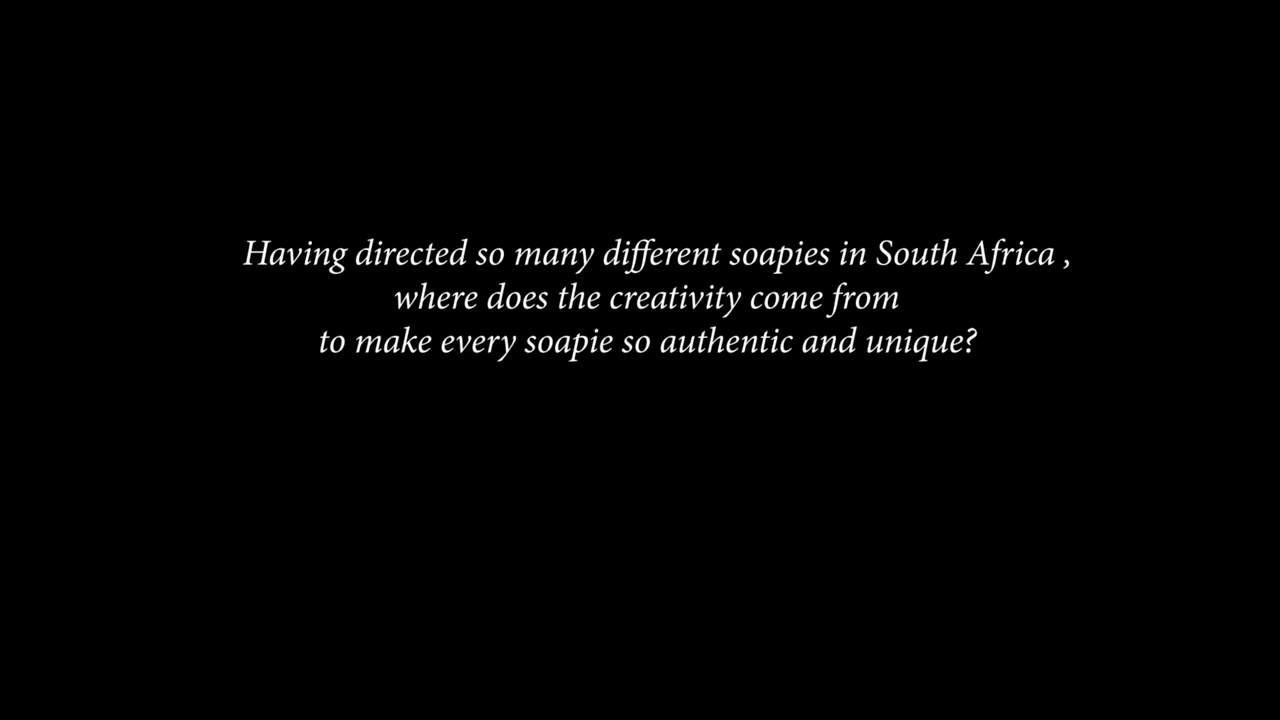 Having directed so many different soapies in South Africa ,
where does the creativity come from
to make every soapie so authentic and unique?